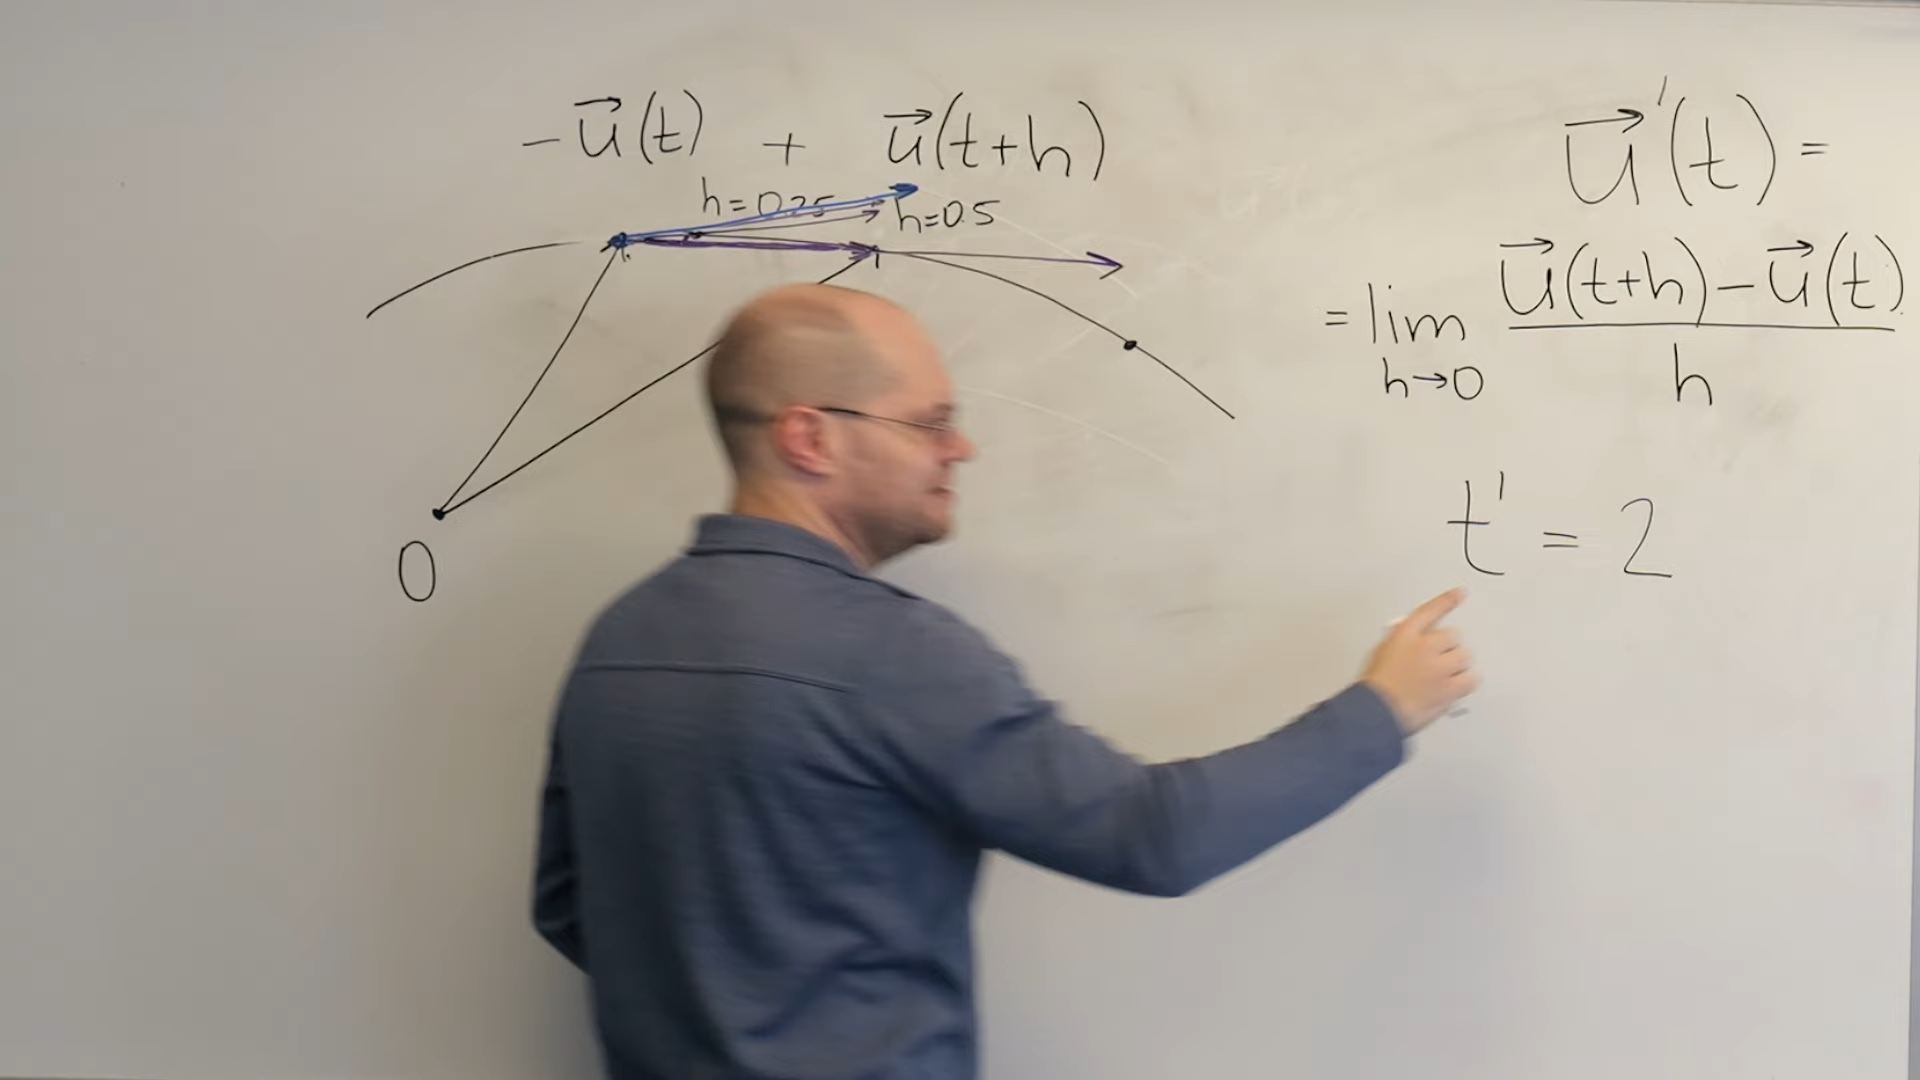 -u⃗(t) + u⃗(t+h)
h=0.25
h=0.5
0
u⃗'(t) =
= lim h→0 (u⃗(t+h)-u⃗(t))/h
t' = 2